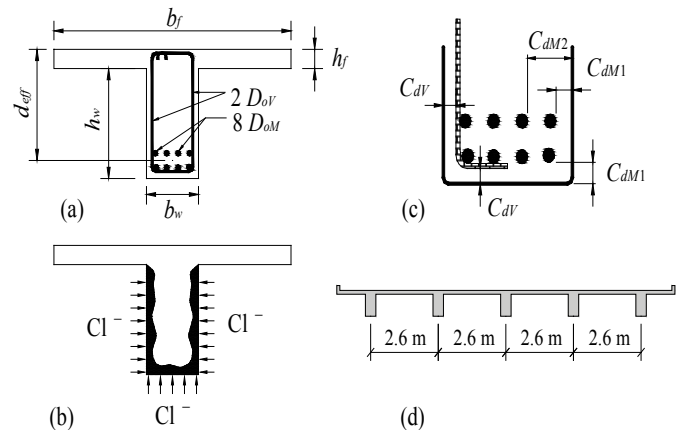 (a)
b_f
h_f
d_eff
h_w
2 D_oV
8 D_oM
b_w
(b)
Cl⁻
Cl⁻
Cl⁻
(c)
C_dM2
C_dM1
C_dV
C_dM1
C_dV
(d)
2.6 m
2.6 m
2.6 m
2.6 m